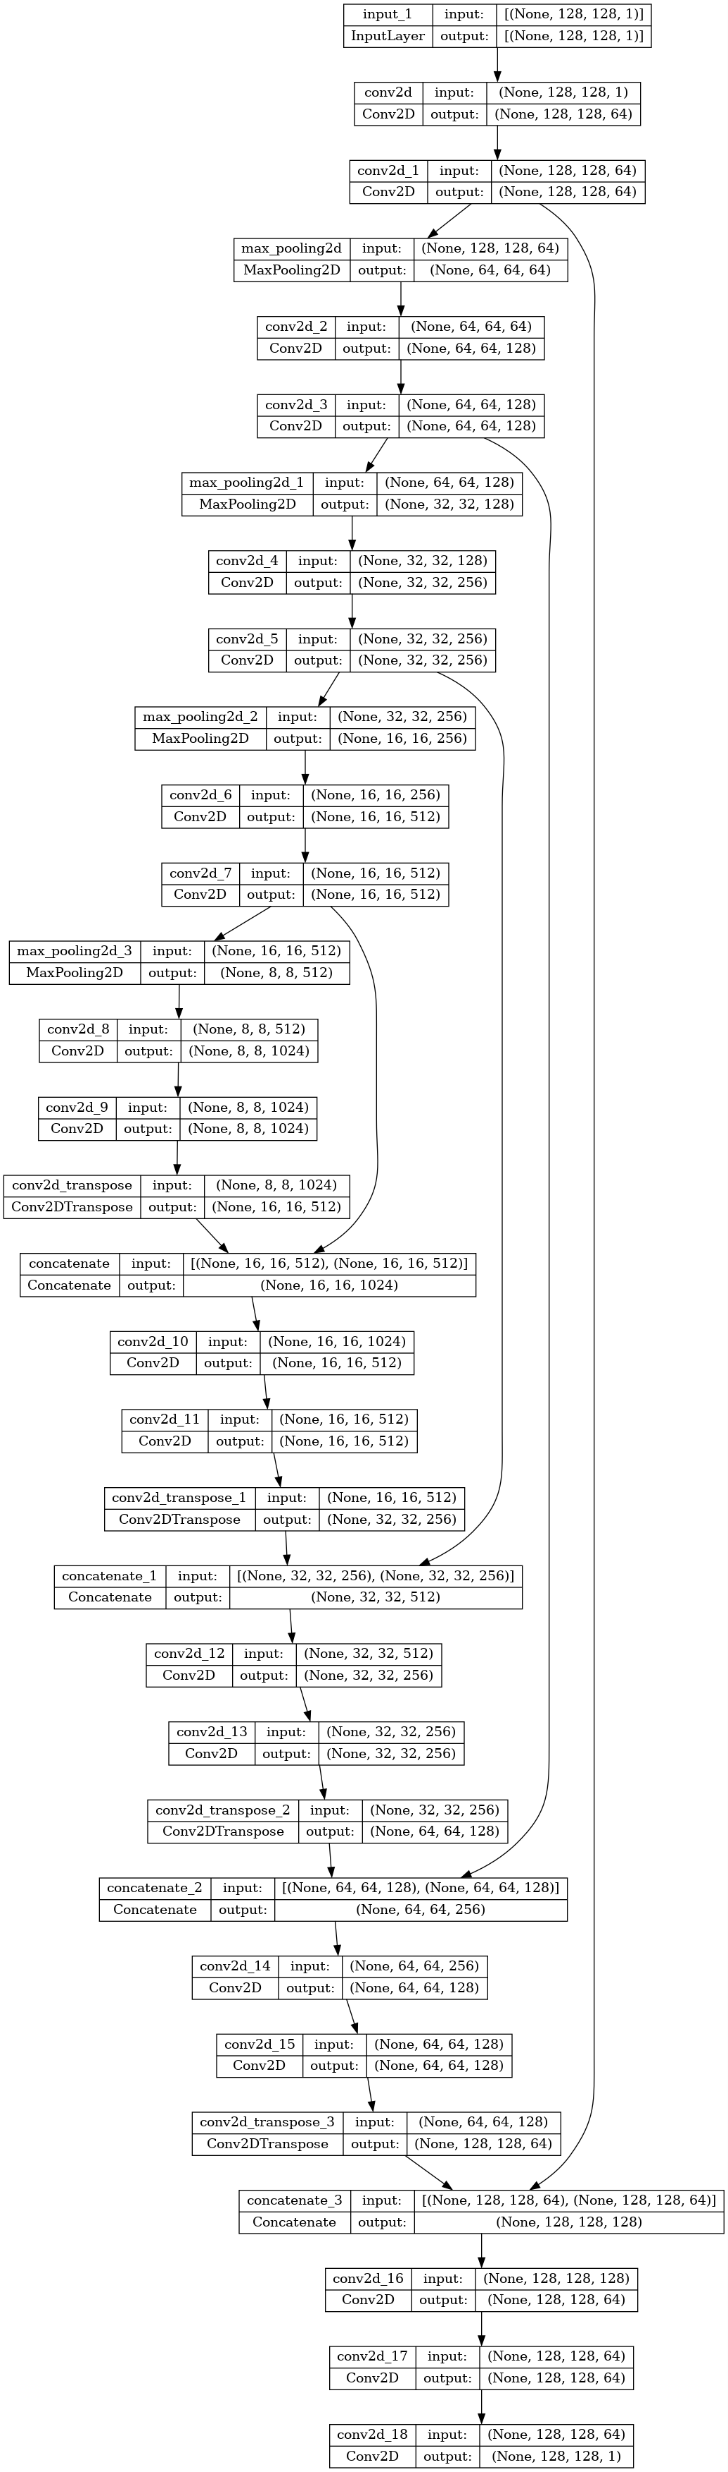 input_1 input: [(None, 128, 128, 1)]
InputLayer output: [(None, 128, 128, 1)]
conv2d input: (None, 128, 128, 1)
Conv2D output: (None, 128, 128, 64)
conv2d_1 input: (None, 128, 128, 64)
Conv2D output: (None, 128, 128, 64)
max_pooling2d input: (None, 128, 128, 64)
MaxPooling2D output: (None, 64, 64, 64)
conv2d_2 input: (None, 64, 64, 64)
Conv2D output: (None, 64, 64, 128)
conv2d_3 input: (None, 64, 64, 128)
Conv2D output: (None, 64, 64, 128)
max_pooling2d_1 input: (None, 64, 64, 128)
MaxPooling2D output: (None, 32, 32, 128)
conv2d_4 input: (None, 32, 32, 128)
Conv2D output: (None, 32, 32, 256)
conv2d_5 input: (None, 32, 32, 256)
Conv2D output: (None, 32, 32, 256)
max_pooling2d_2 input: (None, 32, 32, 256)
MaxPooling2D output: (None, 16, 16, 256)
conv2d_6 input: (None, 16, 16, 256)
Conv2D output: (None, 16, 16, 512)
conv2d_7 input: (None, 16, 16, 512)
Conv2D output: (None, 16, 16, 512)
max_pooling2d_3 input: (None, 16, 16, 512)
MaxPooling2D output: (None, 8, 8, 512)
conv2d_8 input: (None, 8, 8, 512)
Conv2D output: (None, 8, 8, 1024)
conv2d_9 input: (None, 8, 8, 1024)
Conv2D output: (None, 8, 8, 1024)
conv2d_transpose input: (None, 8, 8, 1024)
Conv2DTranspose output: (None, 16, 16, 512)
concatenate input: [(None, 16, 16, 512), (None, 16, 16, 512)]
Concatenate output: (None, 16, 16, 1024)
conv2d_10 input: (None, 16, 16, 1024)
Conv2D output: (None, 16, 16, 512)
conv2d_11 input: (None, 16, 16, 512)
Conv2D output: (None, 16, 16, 512)
conv2d_transpose_1 input: (None, 16, 16, 512)
Conv2DTranspose output: (None, 32, 32, 256)
concatenate_1 input: [(None, 32, 32, 256), (None, 32, 32, 256)]
Concatenate output: (None, 32, 32, 512)
conv2d_12 input: (None, 32, 32, 512)
Conv2D output: (None, 32, 32, 256)
conv2d_13 input: (None, 32, 32, 256)
Conv2D output: (None, 32, 32, 256)
conv2d_transpose_2 input: (None, 32, 32, 256)
Conv2DTranspose output: (None, 64, 64, 128)
concatenate_2 input: [(None, 64, 64, 128), (None, 64, 64, 128)]
Concatenate output: (None, 64, 64, 256)
conv2d_14 input: (None, 64, 64, 256)
Conv2D output: (None, 64, 64, 128)
conv2d_15 input: (None, 64, 64, 128)
Conv2D output: (None, 64, 64, 128)
conv2d_transpose_3 input: (None, 64, 64, 128)
Conv2DTranspose output: (None, 128, 128, 64)
concatenate_3 input: [(None, 128, 128, 64), (None, 128, 128, 64)]
Concatenate output: (None, 128, 128, 128)
conv2d_16 input: (None, 128, 128, 128)
Conv2D output: (None, 128, 128, 64)
conv2d_17 input: (None, 128, 128, 64)
Conv2D output: (None, 128, 128, 64)
conv2d_18 input: (None, 128, 128, 64)
Conv2D output: (None, 128, 128, 1)